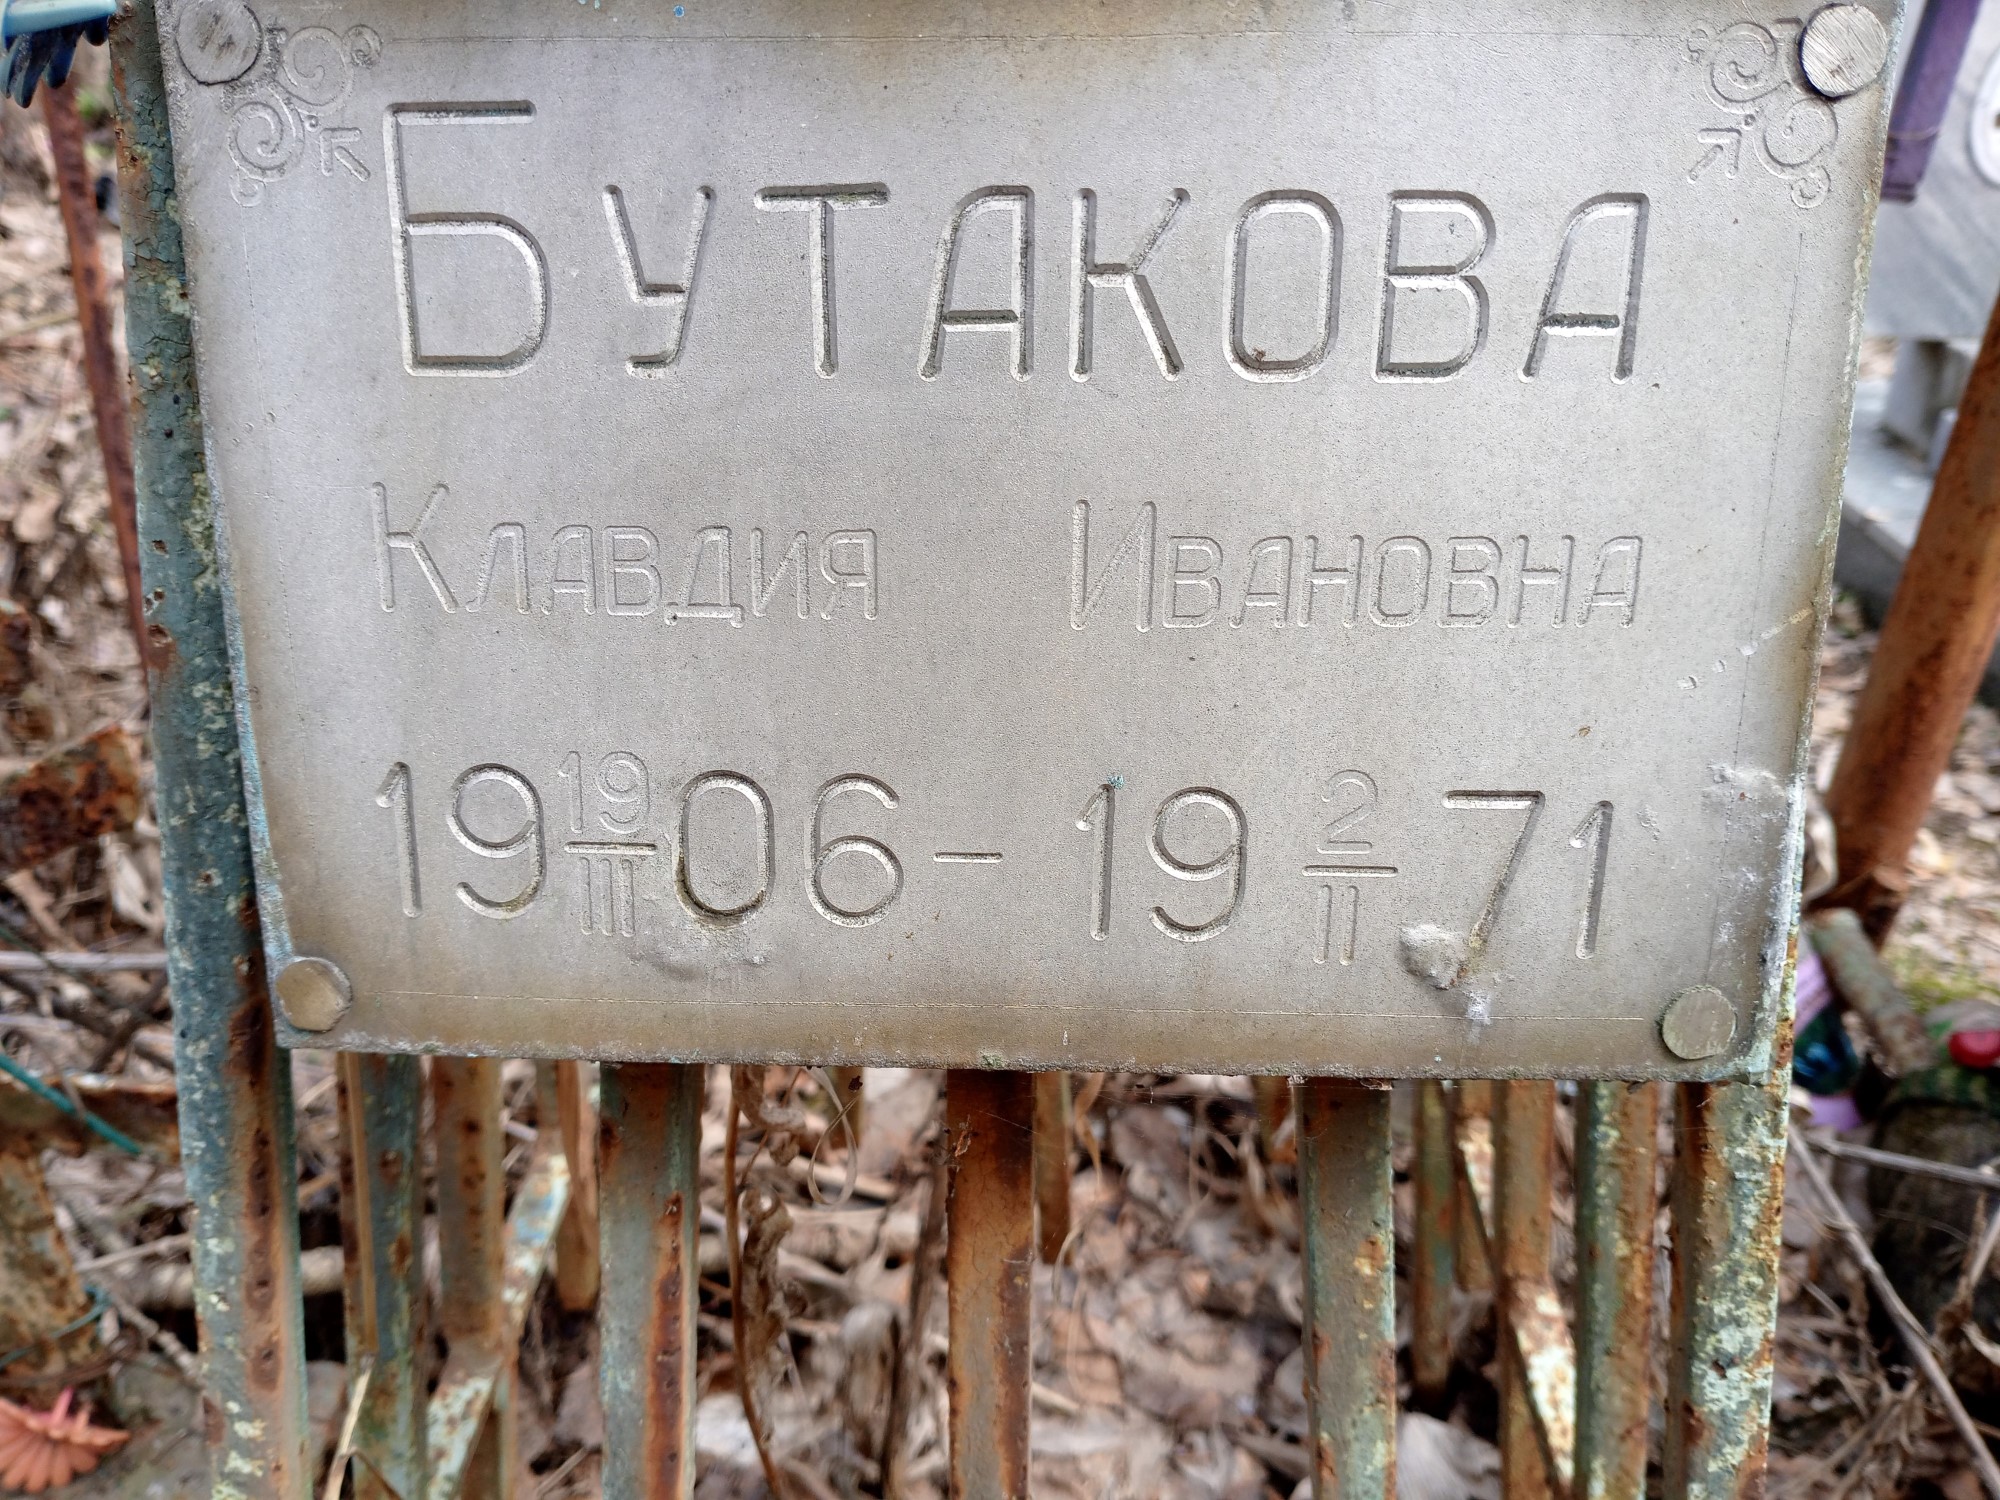 БУТАКОВА
КЛАВДИЯ ИВАНОВНА
19 19/III 06 - 19 2/II 71